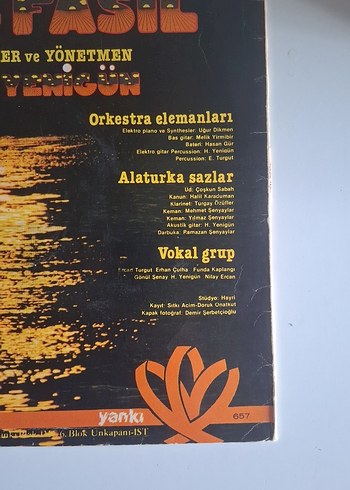 FASIL
ER ve YÖNETMEN
YENİGÜN
Orkestra elemanları
Elektro piano ve Synthesier: Uğur Dikmen
Bas gitar: Melik Yirmibir
Bateri: Hasan Gür
Elektro gitar Percussion: H. Yenigün
Percussion: E. Turgut
Alaturka sazlar
Ud: Çoşkun Sabah
Kanun: Halil Karaduman
Klarinet: Turgay Özüfler
Keman: Mehmet Şenyaylar
Keman: Yılmaz Şenyaylar
Akustik gitar: H. Yenigün
Darbuka: Ramazan Şenyaylar
Vokal grup
Ercan Turgut Erhan Çulha Funda Kaplangı
Gönül Şenay H. Yenigün Nilay Ercan
Stüdyo: Hayri
Kayıt: Sıtkı Acim-Doruk Onatkut
Kapak fotoğraf: Demir Şerbetçioğlu
yankı
657
Blok Unkapanı-İST